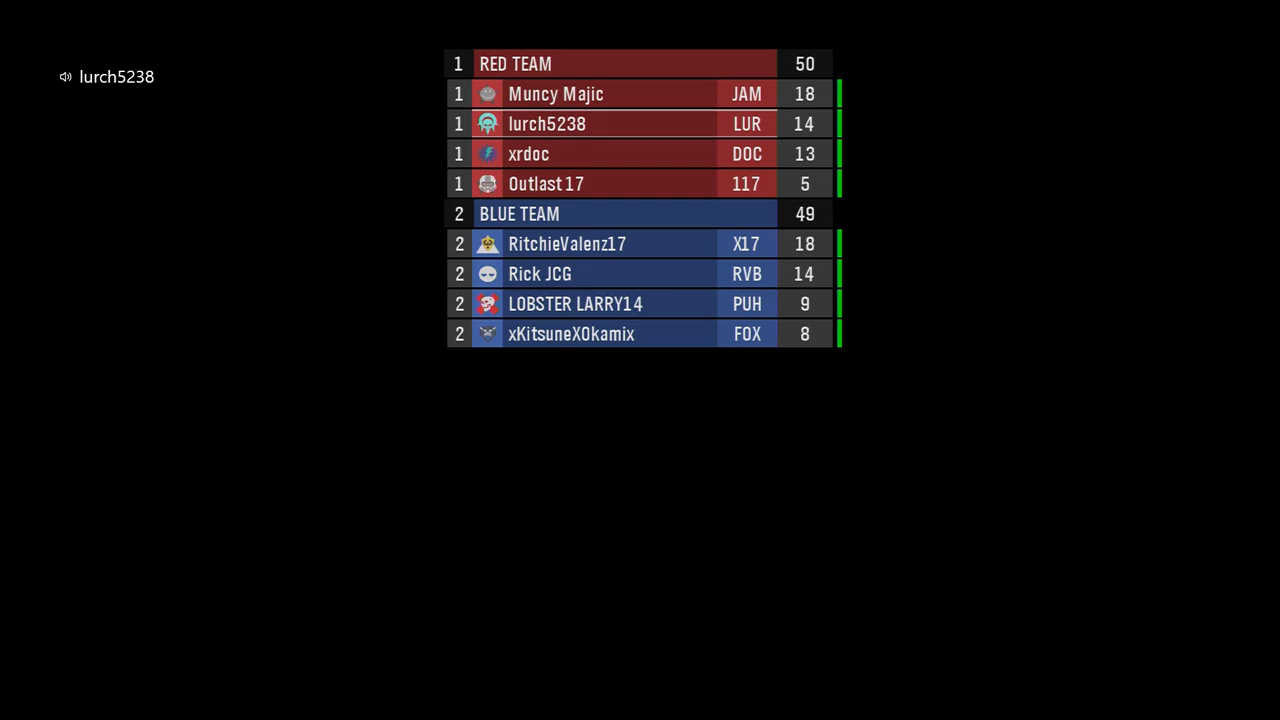 lurch5238
1 RED TEAM 50
1 Muncy Majic JAM 18
1 lurch5238 LUR 14
1 xrdoc DOC 13
1 Outlast 17 117 5
2 BLUE TEAM 49
2 RitchieValenz17 X17 18
2 Rick JCG RVB 14
2 LOBSTER LARRY14 PUH 9
2 xKitsuneXOkamix FOX 8